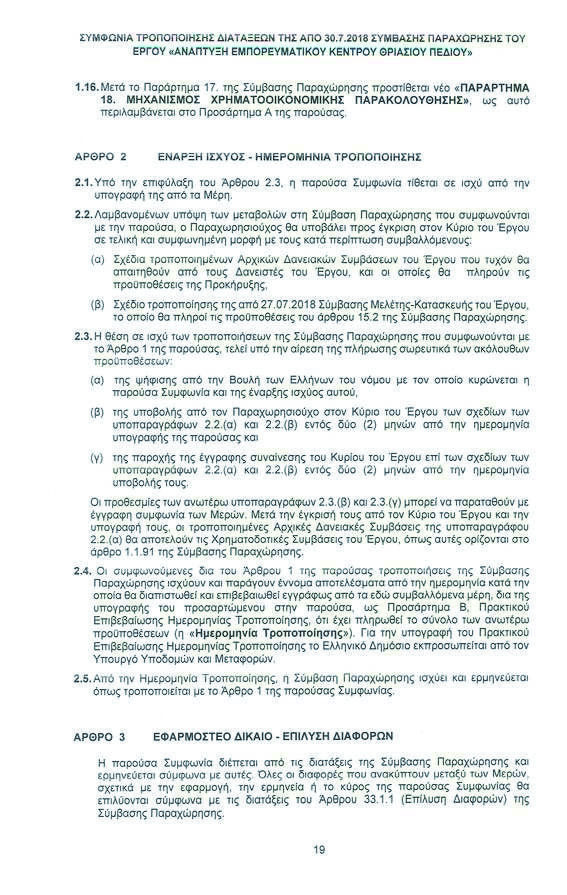 ΣΥΜΦΩΝΙΑ ΤΡΟΠΟΠΟΙΗΣΗΣ ΔΙΑΤΑΞΕΩΝ ΤΗΣ ΑΠΟ 30.7.2018 ΣΥΜΒΑΣΗΣ ΠΑΡΑΧΩΡΗΣΗΣ ΤΟΥ
ΕΡΓΟΥ «ΑΝΑΠΤΥΞΗ ΕΜΠΟΡΕΥΜΑΤΙΚΟΥ ΚΕΝΤΡΟΥ ΘΡΙΑΣΙΟΥ ΠΕΔΙΟΥ»
1.16. Μετά το Παράρτημα 17. της Σύμβασης Παραχώρησης προστίθεται νέο «ΠΑΡΑΡΤΗΜΑ
18. ΜΗΧΑΝΙΣΜΟΣ ΧΡΗΜΑΤΟΟΙΚΟΝΟΜΙΚΗΣ ΠΑΡΑΚΟΛΟΥΘΗΣΗΣ», ως αυτό
περιλαμβάνεται στο Προσάρτημα Α της παρούσας.
ΑΡΘΡΟ 2 ΕΝΑΡΞΗ ΙΣΧΥΟΣ - ΗΜΕΡΟΜΗΝΙΑ ΤΡΟΠΟΠΟΙΗΣΗΣ
2.1. Υπό την επιφύλαξη του Άρθρου 2.3, η παρούσα Συμφωνία τίθεται σε ισχύ από την
υπογραφή της από τα Μέρη.
2.2. Λαμβανομένων υπόψη των μεταβολών στη Σύμβαση Παραχώρησης που συμφωνούνται
με την παρούσα, ο Παραχωρησιούχος θα υποβάλει προς έγκριση στον Κύριο του Έργου
σε τελική και συμφωνημένη μορφή με τους κατά περίπτωση συμβαλλόμενους:
(α) Σχέδια τροποποιημένων Αρχικών Δανειακών Συμβάσεων του Έργου που τυχόν θα
απαιτηθούν από τους Δανειστές του Έργου, και οι οποίες θα πληρούν τις
προϋποθέσεις της Προκήρυξης,
(β) Σχέδιο τροποποίησης της από 27.07.2018 Σύμβασης Μελέτης-Κατασκευής του Έργου,
το οποίο θα πληροί τις προϋποθέσεις του άρθρου 15.2 της Σύμβασης Παραχώρησης.
2.3. Η θέση σε ισχύ των τροποποιήσεων της Σύμβασης Παραχώρησης που συμφωνούνται με
το Άρθρο 1 της παρούσας, τελεί υπό την αίρεση της πλήρωσης σωρευτικά των ακόλουθων
προϋποθέσεων:
(α) της ψήφισης από την Βουλή των Ελλήνων του νόμου με τον οποίο κυρώνεται η
παρούσα Συμφωνία και της έναρξης ισχύος αυτού,
(β) της υποβολής από τον Παραχωρησιούχο στον Κύριο του Έργου των σχεδίων των
υποπαραγράφων 2.2.(α) και 2.2.(β) εντός δύο (2) μηνών από την ημερομηνία
υπογραφής της παρούσας και
(γ) της παροχής της έγγραφης συναίνεσης του Κυρίου του Έργου επί των σχεδίων των
υποπαραγράφων 2.2.(α) και 2.2.(β) εντός δύο (2) μηνών από την ημερομηνία
υποβολής τους.
Οι προθεσμίες των ανωτέρω υποπαραγράφων 2.3.(β) και 2.3.(γ) μπορεί να παραταθούν με
έγγραφη συμφωνία των Μερών. Μετά την έγκρισή τους από τον Κύριο του Έργου και την
υπογραφή τους, οι τροποποιημένες Αρχικές Δανειακές Συμβάσεις της υποπαραγράφου
2.2.(α) θα αποτελούν τις Χρηματοδοτικές Συμβάσεις του Έργου, όπως αυτές ορίζονται στο
άρθρο 1.1.91 της Σύμβασης Παραχώρησης.
2.4. Οι συμφωνούμενες δια του Άρθρου 1 της παρούσας τροποποιήσεις της Σύμβασης
Παραχώρησης ισχύουν και παράγουν έννομα αποτελέσματα από την ημερομηνία κατά την
οποία θα διαπιστωθεί και επιβεβαιωθεί εγγράφως από τα εδώ συμβαλλόμενα μέρη, δια της
υπογραφής του προσαρτώμενου στην παρούσα, ως Προσάρτημα Β, Πρακτικού
Επιβεβαίωσης Ημερομηνίας Τροποποίησης, ότι έχει πληρωθεί το σύνολο των ανωτέρω
προϋποθέσεων (η «Ημερομηνία Τροποποίησης»). Για την υπογραφή του Πρακτικού
Επιβεβαίωσης Ημερομηνίας Τροποποίησης το Ελληνικό Δημόσιο εκπροσωπείται από τον
Υπουργό Υποδομών και Μεταφορών.
2.5. Από την Ημερομηνία Τροποποίησης, η Σύμβαση Παραχώρησης ισχύει και ερμηνεύεται
όπως τροποποιείται με το Άρθρο 1 της παρούσας Συμφωνίας.
ΑΡΘΡΟ 3 ΕΦΑΡΜΟΣΤΕΟ ΔΙΚΑΙΟ - ΕΠΙΛΥΣΗ ΔΙΑΦΟΡΩΝ
Η παρούσα Συμφωνία διέπεται από τις διατάξεις της Σύμβασης Παραχώρησης και
ερμηνεύεται σύμφωνα με αυτές. Όλες οι διαφορές που ανακύπτουν μεταξύ των Μερών,
σχετικά με την εφαρμογή, την ερμηνεία ή το κύρος της παρούσας Συμφωνίας θα
επιλύονται σύμφωνα με τις διατάξεις του Άρθρου 33.1.1 (Επίλυση Διαφορών) της
Σύμβασης Παραχώρησης.
19